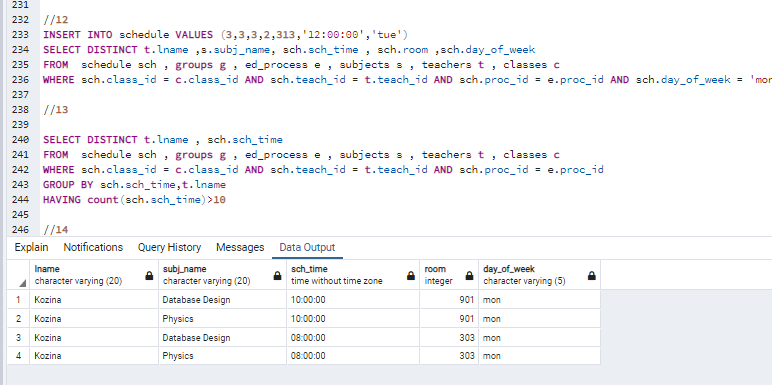 231
232 //12
233 INSERT INTO schedule VALUES (3,3,3,2,313,'12:00:00','tue')
234 SELECT DISTINCT t.lname ,s.subj_name, sch.sch_time , sch.room ,sch.day_of_week
235 FROM schedule sch , groups g , ed_process e , subjects s , teachers t , classes c
236 WHERE sch.class_id = c.class_id AND sch.teach_id = t.teach_id AND sch.proc_id = e.proc_id AND sch.day_of_week = 'mon
237
238 //13
239
240 SELECT DISTINCT t.lname , sch.sch_time
241 FROM schedule sch , groups g , ed_process e , subjects s , teachers t , classes c
242 WHERE sch.class_id = c.class_id AND sch.teach_id = t.teach_id AND sch.proc_id = e.proc_id
243 GROUP BY sch.sch_time,t.lname
244 HAVING count(sch.sch_time)>10
245
246 //14
Explain Notifications Query History Messages Data Output
lname subj_name sch_time room day_of_week
character varying (20) character varying (20) time without time zone integer character varying (5)
1 Kozina Database Design 10:00:00 901 mon
2 Kozina Physics 10:00:00 901 mon
3 Kozina Database Design 08:00:00 303 mon
4 Kozina Physics 08:00:00 303 mon